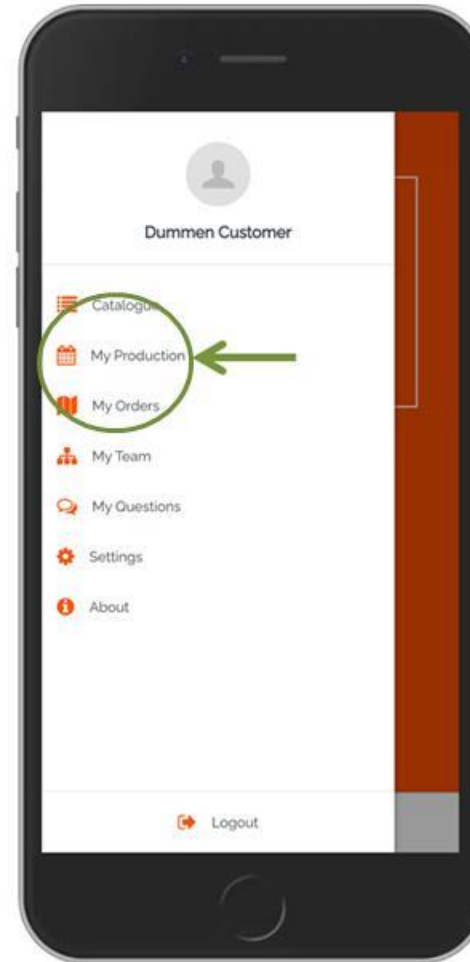 Dummen Customer
Catalogue
My Production
My Orders
My Team
My Questions
Settings
About
Logout